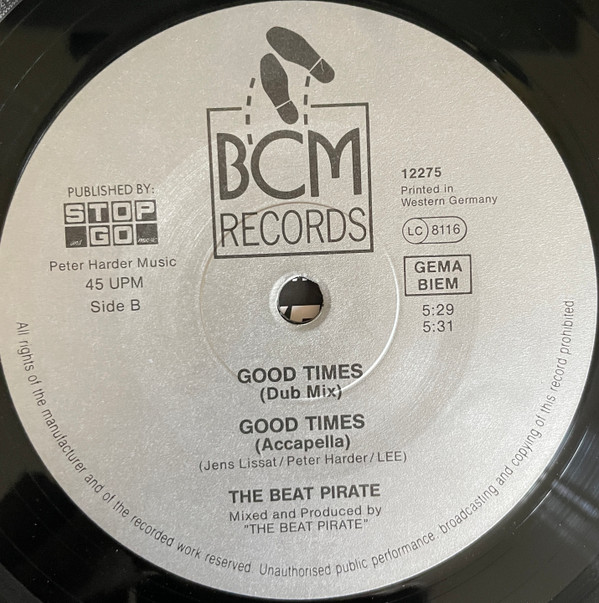 BCM
RECORDS
PUBLISHED BY:
STOP
and GO music
Peter Harder Music
45 UPM
Side B
12275
Printed in
Western Germany
LC 8116
GEMA
BIEM
5:29
5:31
GOOD TIMES
(Dub Mix)
GOOD TIMES
(Accapella)
(Jens Lissat/Peter Harder/LEE)
THE BEAT PIRATE
Mixed and Produced by
"THE BEAT PIRATE"
All rights of the manufacturer and of the recorded work reserved. Unauthorised public performance. broadcasting and copying of this record prohibited